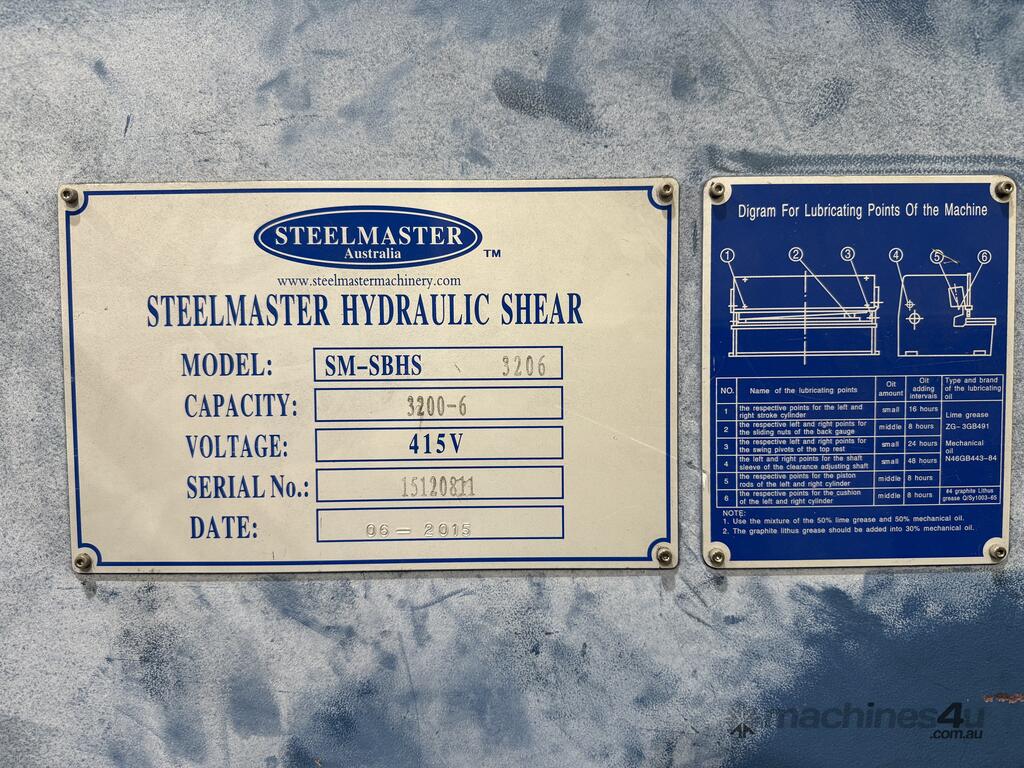 STEELMASTER
Australia
TM
www.steelmastermachinery.com
STEELMASTER HYDRAULIC SHEAR
MODEL: SM-SBHS 3206
CAPACITY: 3200-6
VOLTAGE: 415V
SERIAL No.: 15120811
DATE: 06-2015
Digram For Lubricating Points Of the Machine
1 2 3 4 5 6
NO. Name of the lubricating points Oit amount Oit adding intervals Type and brand of the lubricating oil
1 the respective points for the left and right stroke cylinder small 16 hours
2 the respective left and right points for the sliding nuts of the back gauge middle 8 hours
3 the respective left and right points for the swing pivots of the top rest small 24 hours
4 the left and right points for the shaft sleeve of the clearance adjusting shaft small 48 hours
5 the respective points for the piston rods of the left and right cylinder middle 8 hours
Lime grease
ZG-3GB491
Mechanical
oil
N46GB443-84
6 the respective points for the cushion of the left and right cylinder middle 8 hours #4 graphite Lithus grease Q/Sy1003-65
NOTE:
1. Use the mixture of the 50% lime grease and 50% mechanical oil.
2. The graphite lithus grease should be added into 30% mechanical oil.
machines4u
.com.au